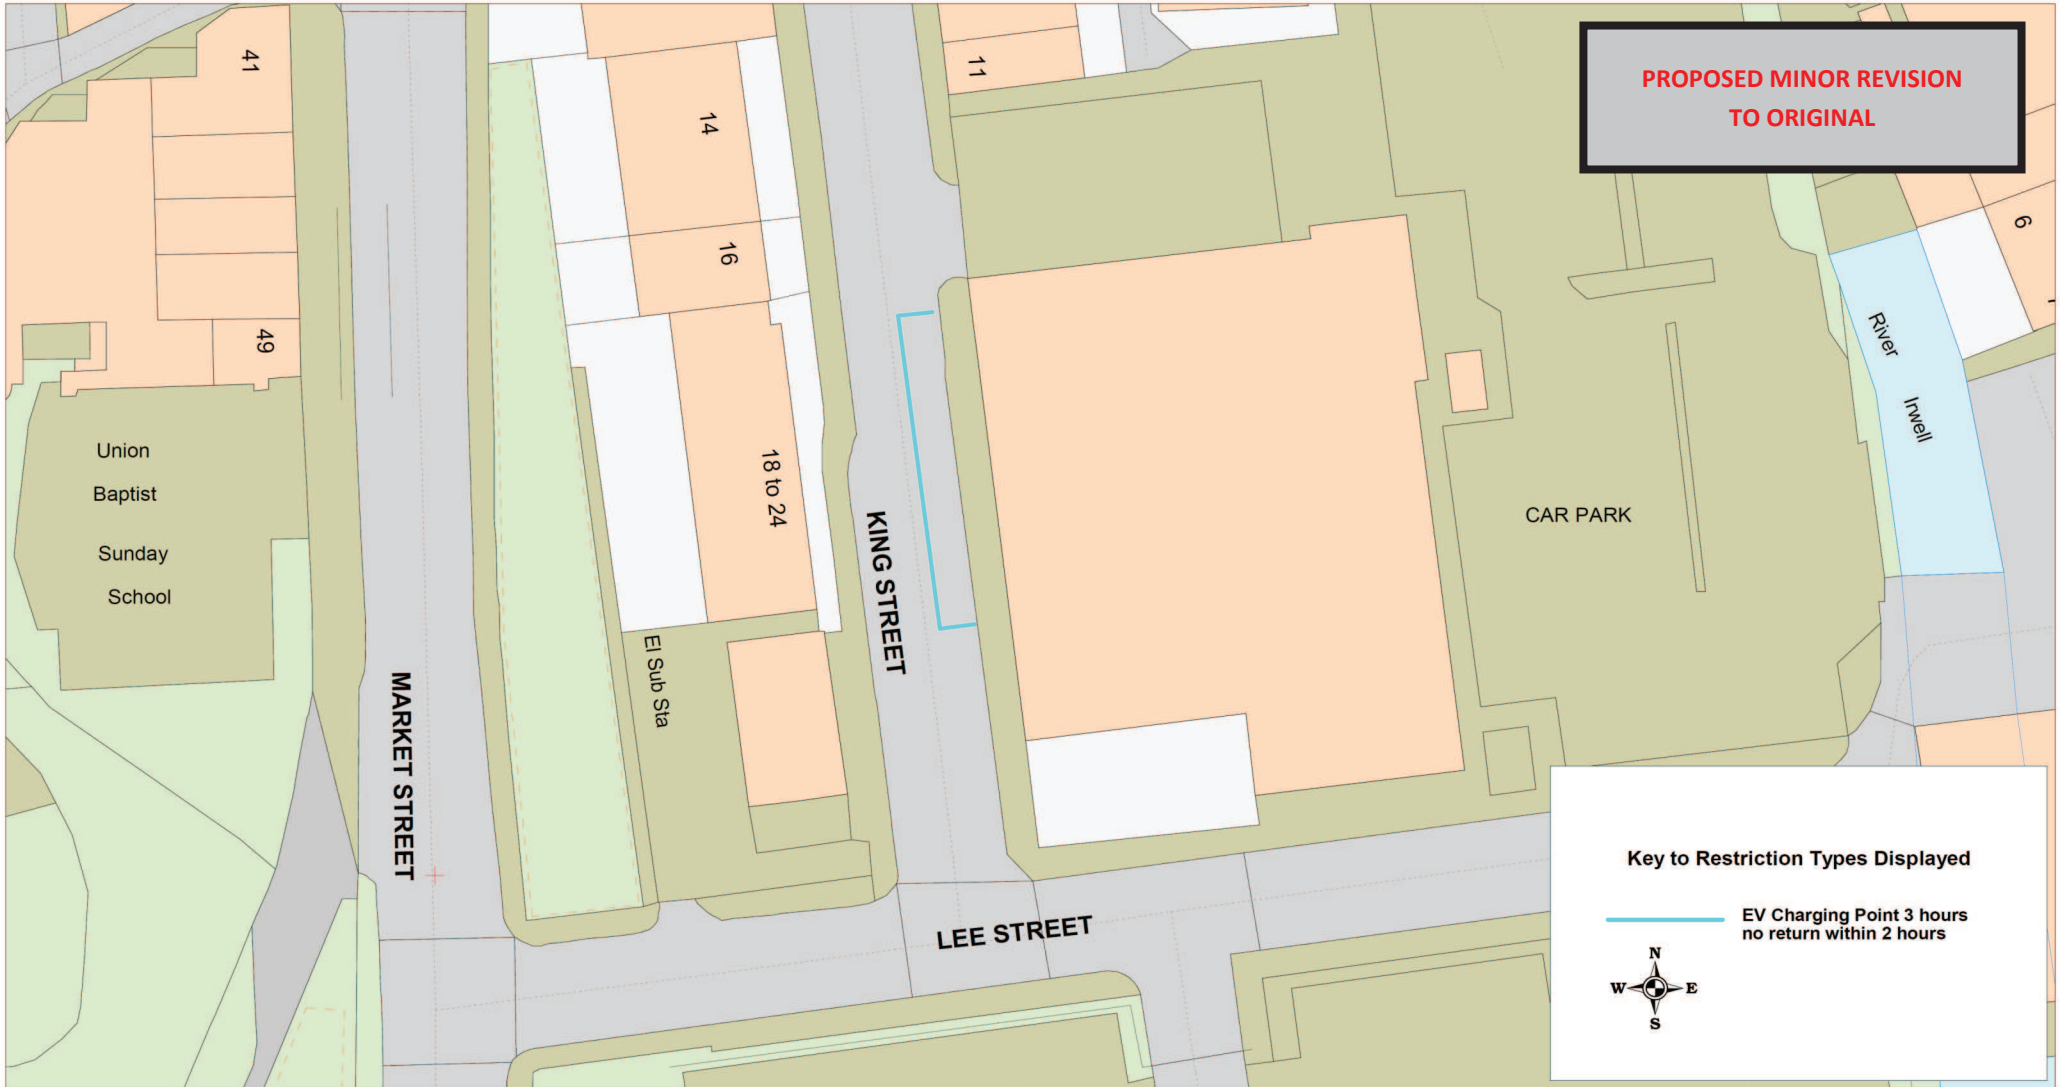 PROPOSED MINOR REVISION
TO ORIGINAL
41
11
14
16
6
49
River
Irwell
Union
Baptist
Sunday
School
18 to 24
CAR PARK
KING STREET
El Sub Sta
MARKET STREET
LEE STREET
Key to Restriction Types Displayed
EV Charging Point 3 hours
no return within 2 hours
N
W E
S